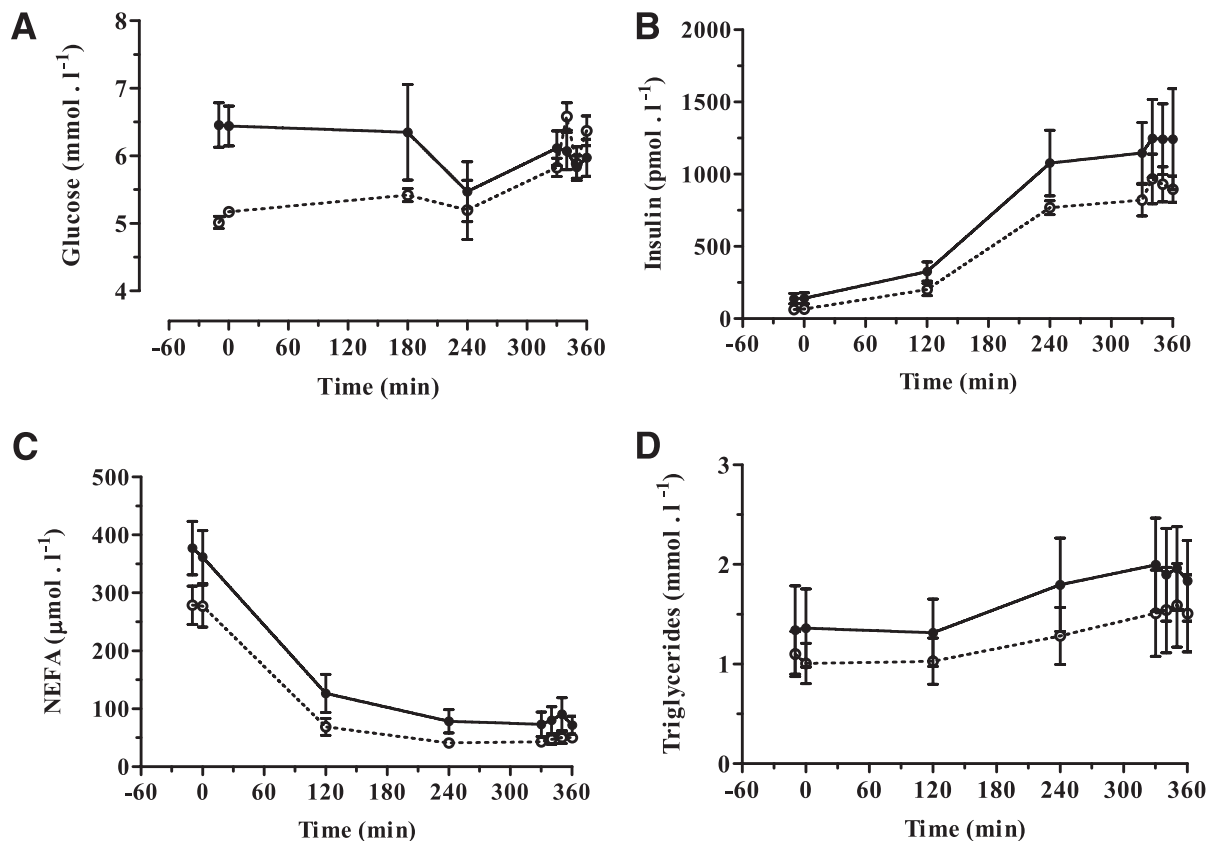 A
Glucose (mmol . l⁻¹)
8
7
6
5
4
-60 0 60 120 180 240 300 360
Time (min)
B
Insulin (pmol . l⁻¹)
2000
1500
1000
500
0
-60 0 60 120 180 240 300 360
Time (min)
C
NEFA (µmol . l⁻¹)
500
400
300
200
100
0
-60 0 60 120 180 240 300 360
Time (min)
D
Triglycerides (mmol . l⁻¹)
3
2
1
0
-60 0 60 120 180 240 300 360
Time (min)